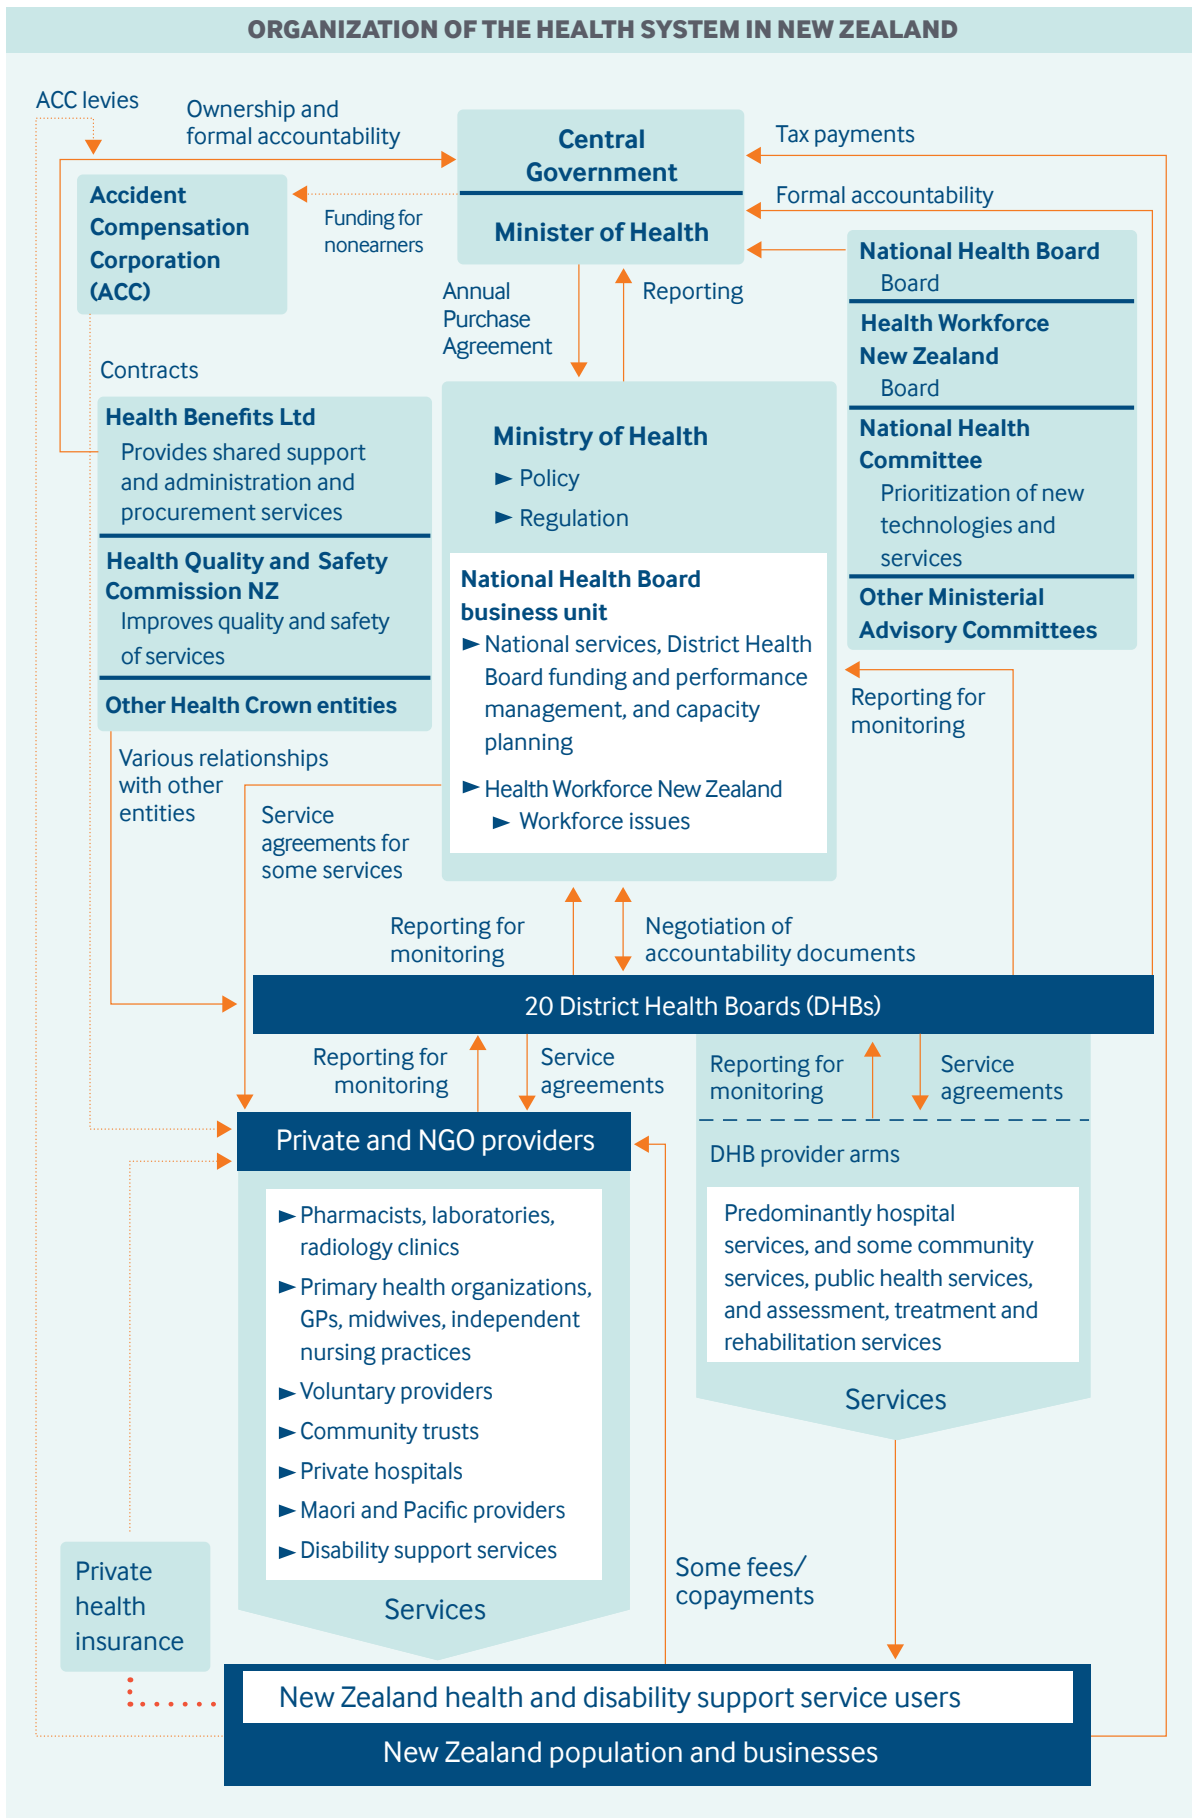 ORGANIZATION OF THE HEALTH SYSTEM IN NEW ZEALAND
ACC levies
Ownership and
formal accountability
Central
Government
Minister of Health
Tax payments
Formal accountability
Accident
Compensation
Corporation
(ACC)
Funding for
nonearners
National Health Board
Board
Health Workforce
New Zealand
Board
National Health
Committee
Prioritization of new
technologies and
services
Other Ministerial
Advisory Committees
Annual
Purchase
Agreement
Reporting
Contracts
Health Benefits Ltd
Provides shared support
and administration and
procurement services
Health Quality and Safety
Commission NZ
Improves quality and safety
of services
Other Health Crown entities
Ministry of Health
► Policy
► Regulation
National Health Board
business unit
► National services, District Health
Board funding and performance
management, and capacity
planning
► Health Workforce New Zealand
► Workforce issues
Reporting for
monitoring
Various relationships
with other
entities
Service
agreements for
some services
Reporting for
monitoring
Negotiation of
accountability documents
20 District Health Boards (DHBs)
Reporting for
monitoring
Service
agreements
Reporting for
monitoring
Service
agreements
Private and NGO providers
► Pharmacists, laboratories,
radiology clinics
► Primary health organizations,
GPs, midwives, independent
nursing practices
► Voluntary providers
► Community trusts
► Private hospitals
► Maori and Pacific providers
► Disability support services
Services
DHB provider arms
Predominantly hospital
services, and some community
services, public health services,
and assessment, treatment and
rehabilitation services
Services
Private
health
insurance
Some fees/
copayments
New Zealand health and disability support service users
New Zealand population and businesses